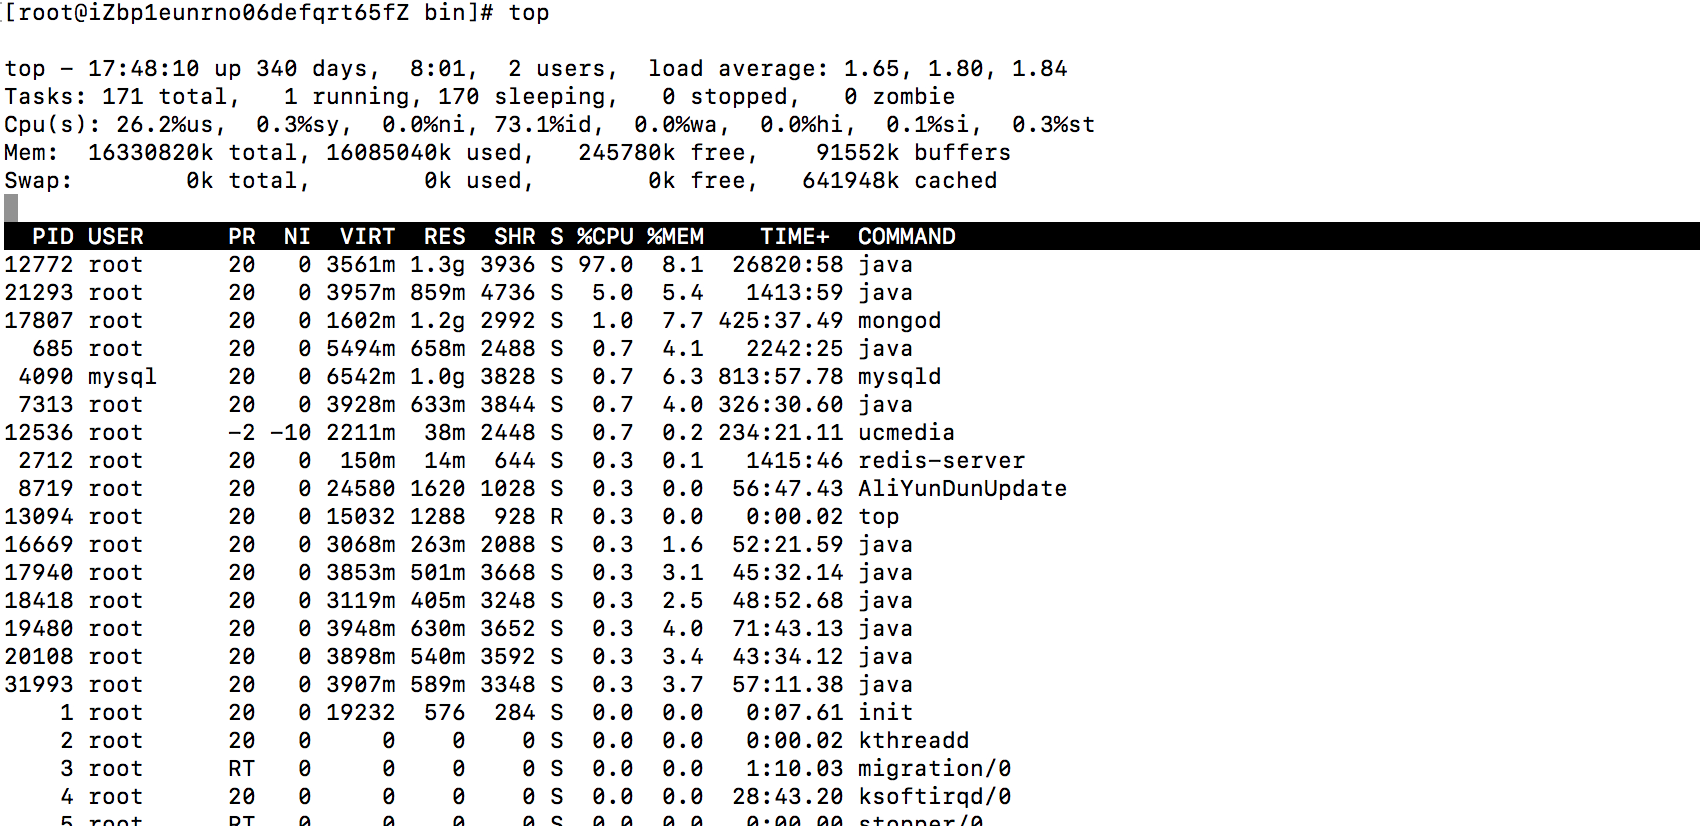 [root@iZbp1eunrno06defqrt65fZ bin]# top
top - 17:48:10 up 340 days,  8:01,  2 users,  load average: 1.65, 1.80, 1.84
Tasks: 171 total,   1 running, 170 sleeping,   0 stopped,   0 zombie
Cpu(s): 26.2%us,  0.3%sy,  0.0%ni, 73.1%id,  0.0%wa,  0.0%hi,  0.1%si,  0.3%st
Mem:  16330820k total, 16085040k used,   245780k free,    91552k buffers
Swap:        0k total,        0k used,        0k free,   641948k cached
  PID USER      PR  NI  VIRT  RES  SHR S %CPU %MEM    TIME+  COMMAND
12772 root      20   0 3561m 1.3g 3936 S 97.0  8.1  26820:58 java
21293 root      20   0 3957m 859m 4736 S  5.0  5.4   1413:59 java
17807 root      20   0 1602m 1.2g 2992 S  1.0  7.7 425:37.49 mongod
  685 root      20   0 5494m 658m 2488 S  0.7  4.1   2242:25 java
 4090 mysql     20   0 6542m 1.0g 3828 S  0.7  6.3 813:57.78 mysqld
 7313 root      20   0 3928m 633m 3844 S  0.7  4.0 326:30.60 java
12536 root      -2 -10 2211m  38m 2448 S  0.7  0.2 234:21.11 ucmedia
 2712 root      20   0  150m  14m  644 S  0.3  0.1   1415:46 redis-server
 8719 root      20   0 24580 1620 1028 S  0.3  0.0  56:47.43 AliYunDunUpdate
13094 root      20   0 15032 1288  928 R  0.3  0.0   0:00.02 top
16669 root      20   0 3068m 263m 2088 S  0.3  1.6  52:21.59 java
17940 root      20   0 3853m 501m 3668 S  0.3  3.1  45:32.14 java
18418 root      20   0 3119m 405m 3248 S  0.3  2.5  48:52.68 java
19480 root      20   0 3948m 630m 3652 S  0.3  4.0  71:43.13 java
20108 root      20   0 3898m 540m 3592 S  0.3  3.4  43:34.12 java
31993 root      20   0 3907m 589m 3348 S  0.3  3.7  57:11.38 java
    1 root      20   0 19232  576  284 S  0.0  0.0   0:07.61 init
    2 root      20   0     0    0    0 S  0.0  0.0   0:00.02 kthreadd
    3 root      RT   0     0    0    0 S  0.0  0.0   1:10.03 migration/0
    4 root      20   0     0    0    0 S  0.0  0.0  28:43.20 ksoftirqd/0
    5 root      RT   0     0    0    0 S  0.0  0.0   0:00.00 stopper/0